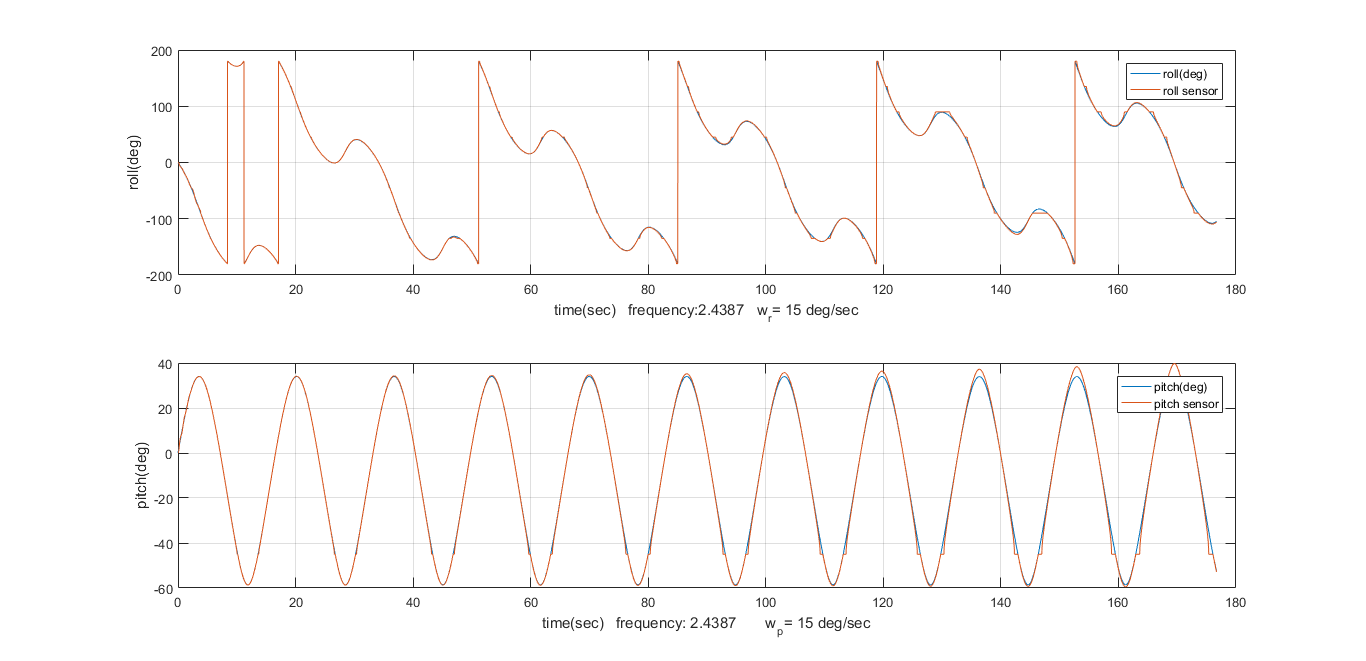 200
100
0
-100
-200
roll(deg)
roll(deg)
roll sensor
0 20 40 60 80 100 120 140 160 180
time(sec) frequency:2.4387 w_r= 15 deg/sec
40
20
0
-20
-40
-60
pitch(deg)
pitch(deg)
pitch sensor
0 20 40 60 80 100 120 140 160 180
time(sec) frequency: 2.4387 w_p= 15 deg/sec